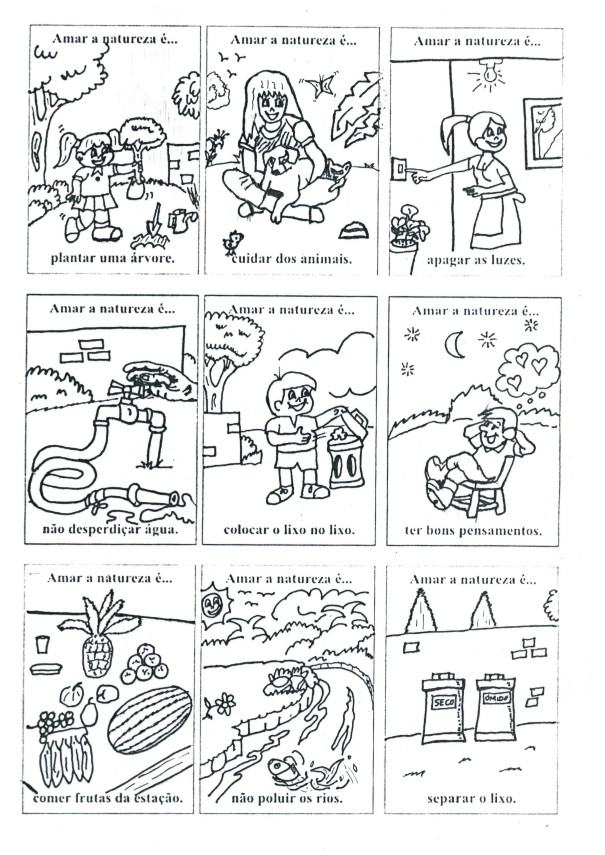 Amar a natureza é...
plantar uma árvore.
Amar a natureza é...
cuidar dos animais.
Amar a natureza é...
apagar as luzes.
Amar a natureza é...
não desperdiçar água.
Amar a natureza é...
colocar o lixo no lixo.
Amar a natureza é...
ter bons pensamentos.
Amar a natureza é...
comer frutas da estação.
Amar a natureza é...
não poluir os rios.
Amar a natureza é...
SECO
ÚMIDO
separar o lixo.